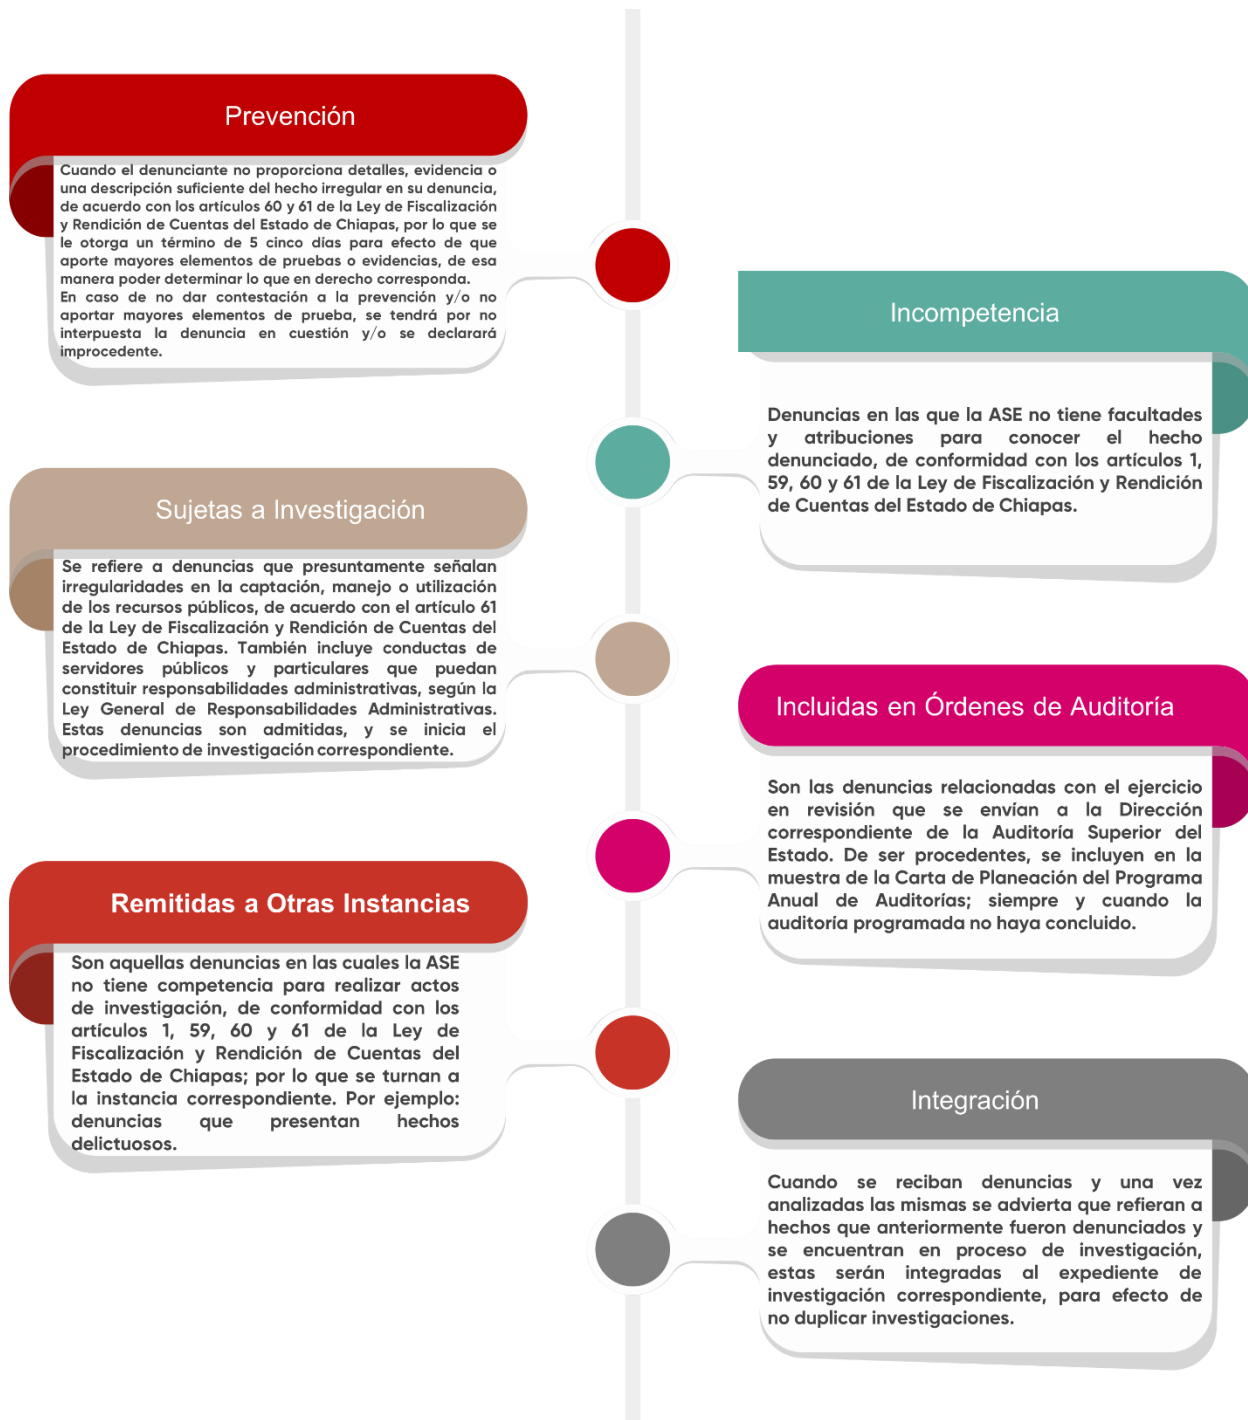 Prevención
Cuando el denunciante no proporciona detalles, evidencia o
una descripción suficiente del hecho irregular en su denuncia,
de acuerdo con los artículos 60 y 61 de la Ley de Fiscalización
y Rendición de Cuentas del Estado de Chiapas, por lo que se
le otorga un término de 5 cinco días para efecto de que
aporte mayores elementos de pruebas o evidencias, de esa
manera poder determinar lo que en derecho corresponda.
En caso de no dar contestación a la prevención y/o no
aportar mayores elementos de prueba, se tendrá por no
interpuesta la denuncia en cuestión y/o se declarará
improcedente.
Incompetencia
Denuncias en las que la ASE no tiene facultades
y atribuciones para conocer el hecho
denunciado, de conformidad con los artículos 1,
59, 60 y 61 de la Ley de Fiscalización y Rendición
de Cuentas del Estado de Chiapas.
Sujetas a Investigación
Se refiere a denuncias que presuntamente señalan
irregularidades en la captación, manejo o utilización
de los recursos públicos, de acuerdo con el artículo 61
de la Ley de Fiscalización y Rendición de Cuentas del
Estado de Chiapas. También incluye conductas de
servidores públicos y particulares que puedan
constituir responsabilidades administrativas, según la
Ley General de Responsabilidades Administrativas.
Estas denuncias son admitidas, y se inicia el
procedimiento de investigación correspondiente.
Incluidas en Órdenes de Auditoría
Son las denuncias relacionadas con el ejercicio
en revisión que se envían a la Dirección
correspondiente de la Auditoría Superior del
Estado. De ser procedentes, se incluyen en la
muestra de la Carta de Planeación del Programa
Anual de Auditorías; siempre y cuando la
auditoría programada no haya concluido.
Remitidas a Otras Instancias
Son aquellas denuncias en las cuales la ASE
no tiene competencia para realizar actos
de investigación, de conformidad con los
artículos 1, 59, 60 y 61 de la Ley de
Fiscalización y Rendición de Cuentas del
Estado de Chiapas; por lo que se turnan a
la instancia correspondiente. Por ejemplo:
denuncias que presentan hechos
delictuosos.
Integración
Cuando se reciban denuncias y una vez
analizadas las mismas se advierta que refieran a
hechos que anteriormente fueron denunciados y
se encuentran en proceso de investigación,
estas serán integradas al expediente de
investigación correspondiente, para efecto de
no duplicar investigaciones.